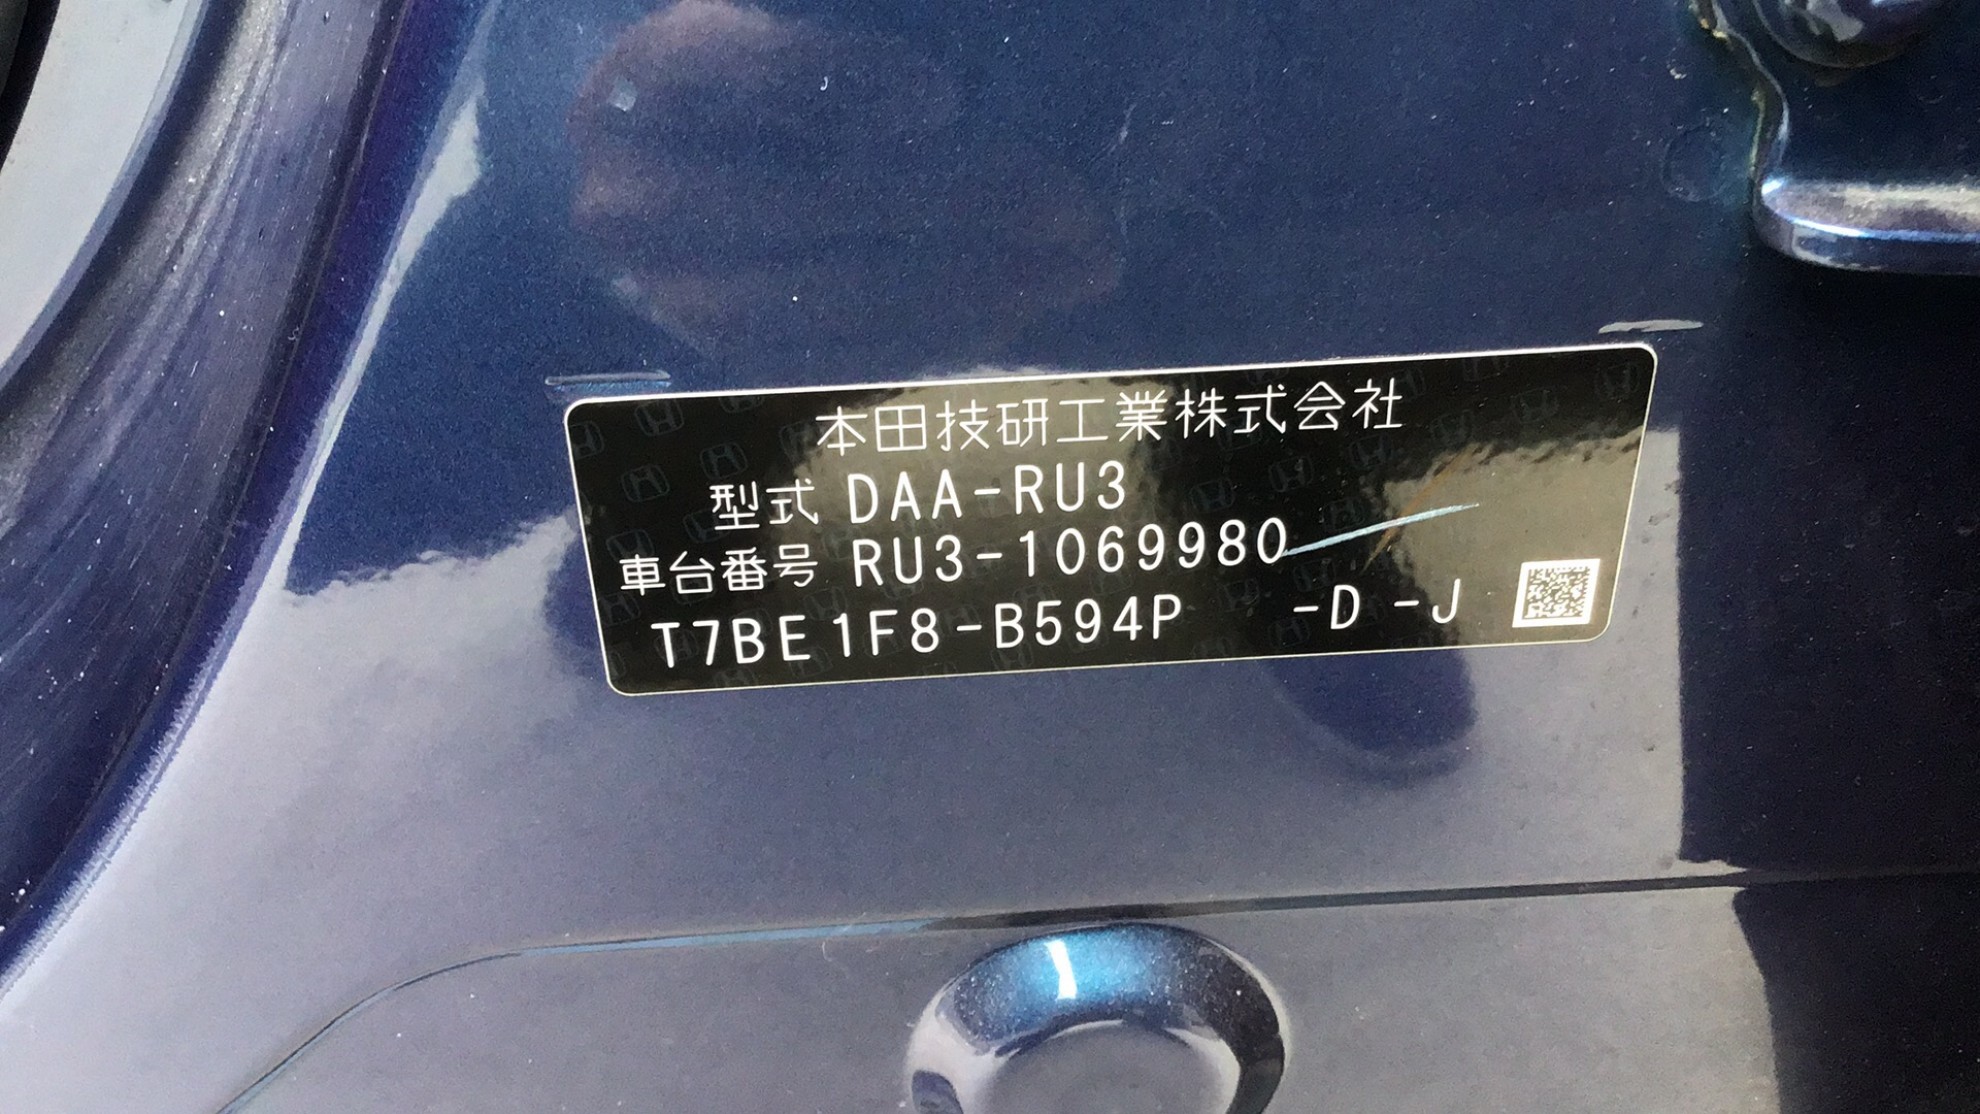 本田技研工業株式会社
型式 DAA-RU3
車台番号 RU3-1069980
T7BE1F8-B594P -D -J